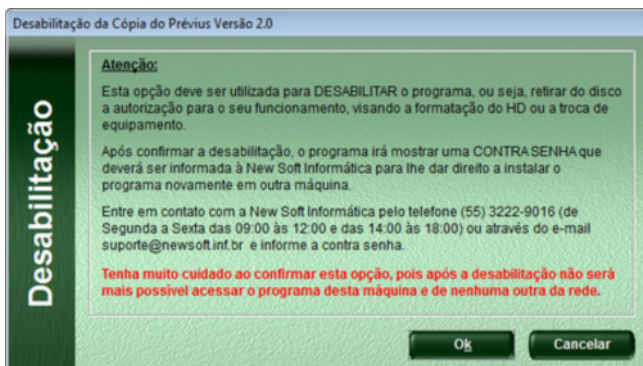 Desabilitação da Cópia do Prévius Versão 2.0
Desabilitação
Atenção:
Esta opção deve ser utilizada para DESABILITAR o programa, ou seja, retirar do disco
a autorização para o seu funcionamento, visando a formatação do HD ou a troca de
equipamento.
Após confirmar a desabilitação, o programa irá mostrar uma CONTRA SENHA que
deverá ser informada à New Soft Informática para lhe dar direito a instalar o
programa novamente em outra máquina.
Entre em contato com a New Soft Informática pelo telefone (55) 3222-9016 (de
Segunda a Sexta das 09:00 às 12:00 e das 14:00 às 18:00) ou através do e-mail
suporte@newsoft.inf.br e informe a contra senha.
Tenha muito cuidado ao confirmar esta opção, pois após a desabilitação não será
mais possível acessar o programa desta máquina e de nenhuma outra da rede.
Ok
Cancelar